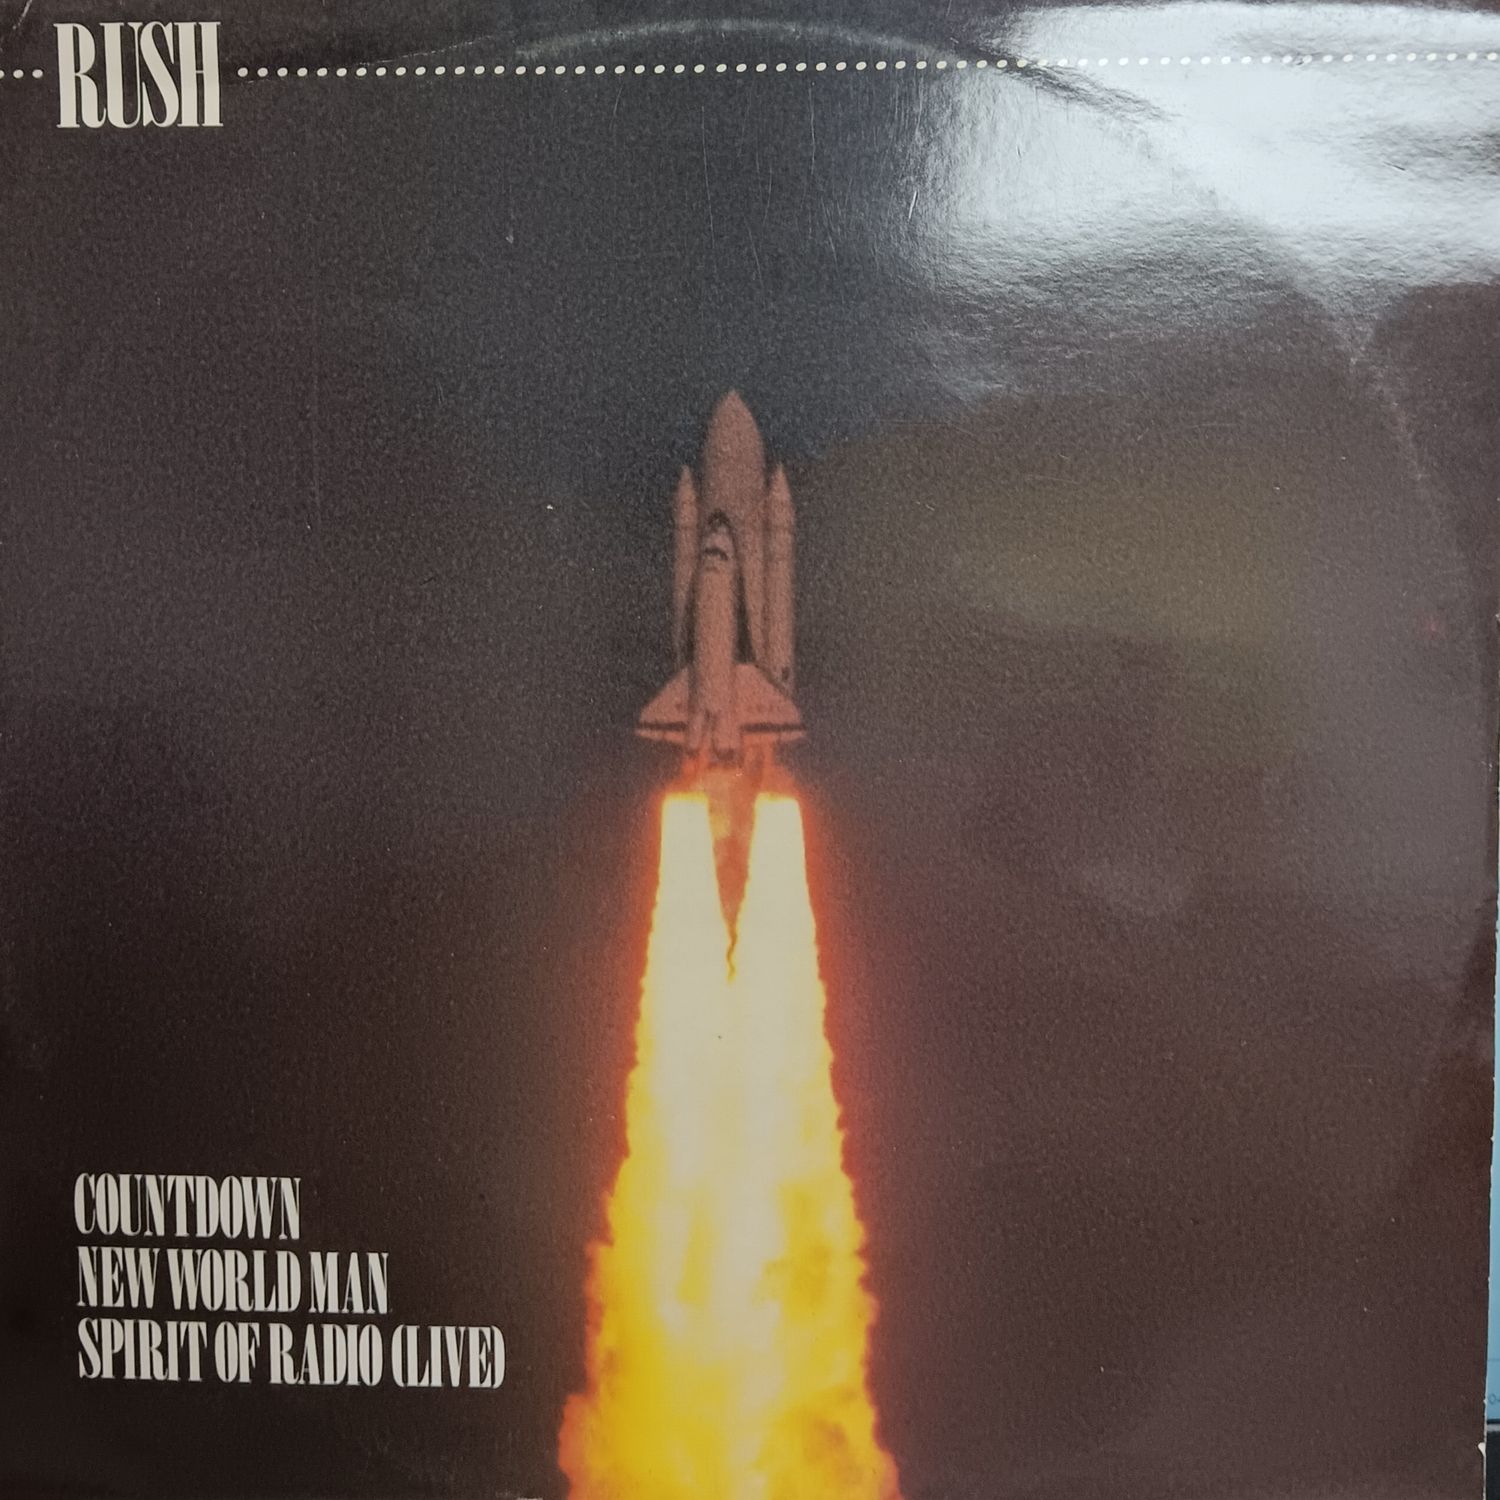 RUSH
COUNTDOWN
NEW WORLD MAN
SPIRIT OF RADIO (LIVE)